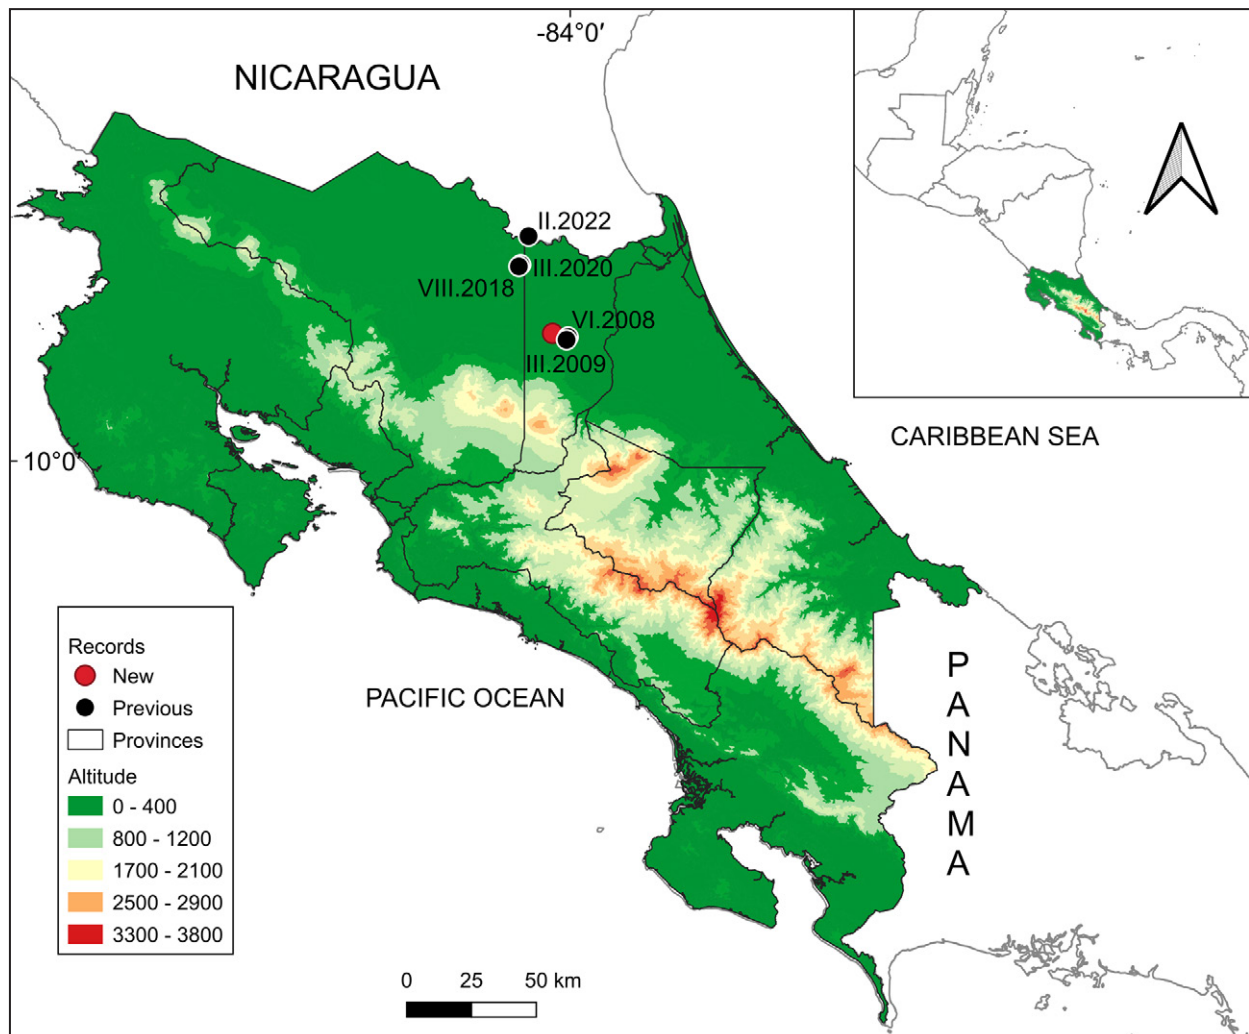 -84°0'
NICARAGUA
II.2022
III.2020
VIII.2018
VI.2008
III.2009
CARIBBEAN SEA
10°0'
PACIFIC OCEAN
PANAMA
Records
New
Previous
Provinces
Altitude
0 - 400
800 - 1200
1700 - 2100
2500 - 2900
3300 - 3800
0 25 50 km